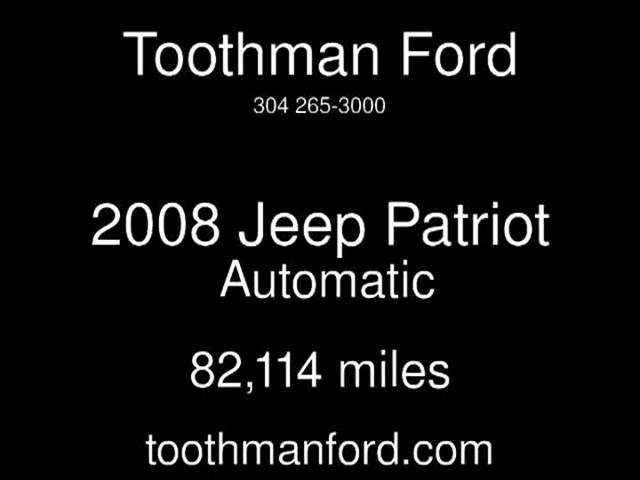 Toothman Ford
304 265-3000
2008 Jeep Patriot
Automatic
82,114 miles
toothmanford.com